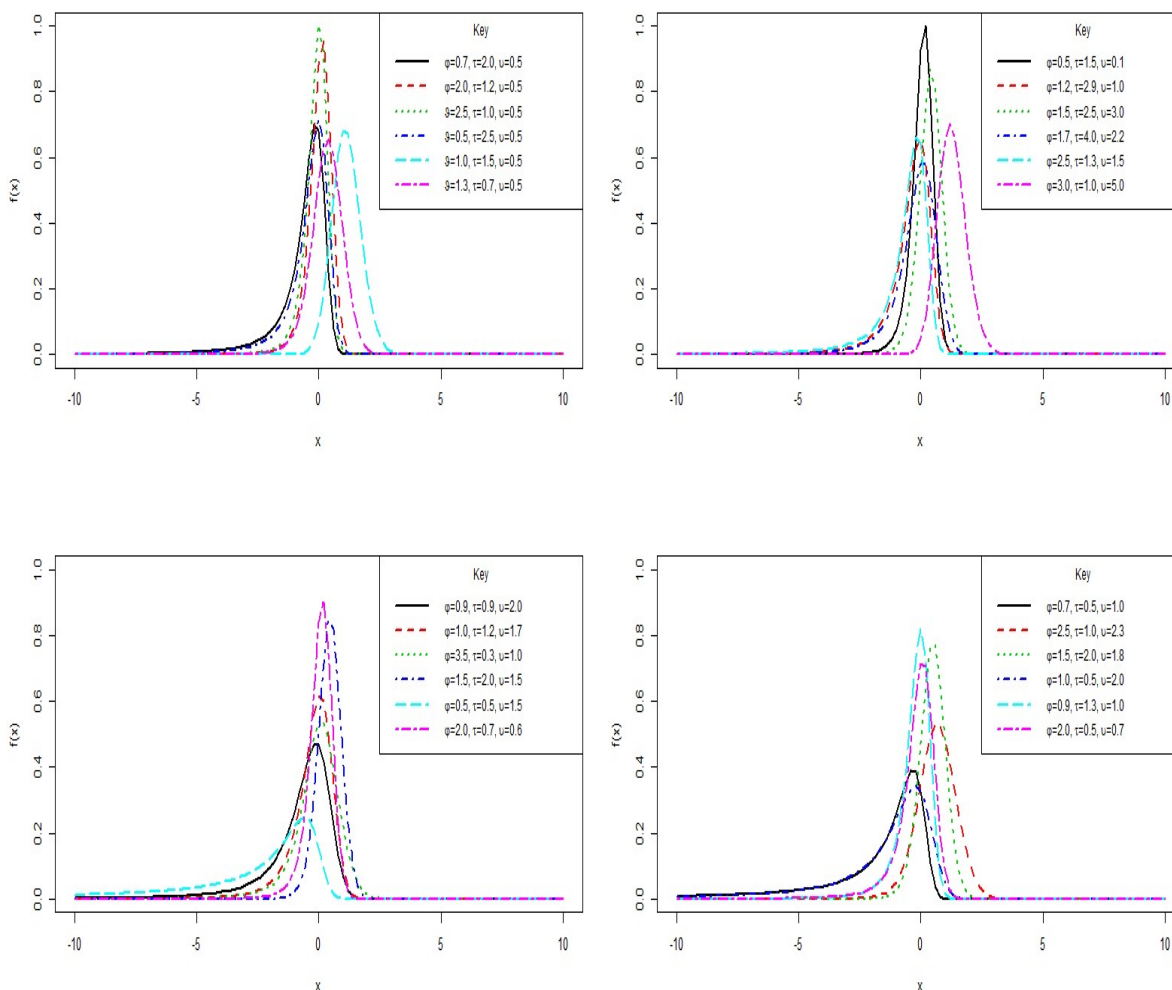 Key
φ=0.7, τ=2.0, υ=0.5
φ=2.0, τ=1.2, υ=0.5
ϑ=2.5, τ=1.0, υ=0.5
ϑ=0.5, τ=2.5, υ=0.5
ϑ=1.0, τ=1.5, υ=0.5
ϑ=1.3, τ=0.7, υ=0.5
f(x)
0.0 0.2 0.4 0.6 0.8 1.0
-10 -5 0 5 10
x
Key
φ=0.5, τ=1.5, υ=0.1
φ=1.2, τ=2.9, υ=1.0
φ=1.5, τ=2.5, υ=3.0
φ=1.7, τ=4.0, υ=2.2
φ=2.5, τ=1.3, υ=1.5
φ=3.0, τ=1.0, υ=5.0
f(x)
0.0 0.2 0.4 0.6 0.8 1.0
-10 -5 0 5 10
x
Key
φ=0.9, τ=0.9, υ=2.0
φ=1.0, τ=1.2, υ=1.7
φ=3.5, τ=0.3, υ=1.0
φ=1.5, τ=2.0, υ=1.5
φ=0.5, τ=0.5, υ=1.5
φ=2.0, τ=0.7, υ=0.6
f(x)
0.0 0.2 0.4 0.6 0.8 1.0
-10 -5 0 5 10
x
Key
φ=0.7, τ=0.5, υ=1.0
φ=2.5, τ=1.0, υ=2.3
φ=1.5, τ=2.0, υ=1.8
φ=1.0, τ=0.5, υ=2.0
φ=0.9, τ=1.3, υ=1.0
φ=2.0, τ=0.5, υ=0.7
f(x)
0.0 0.2 0.4 0.6 0.8 1.0
-10 -5 0 5 10
x